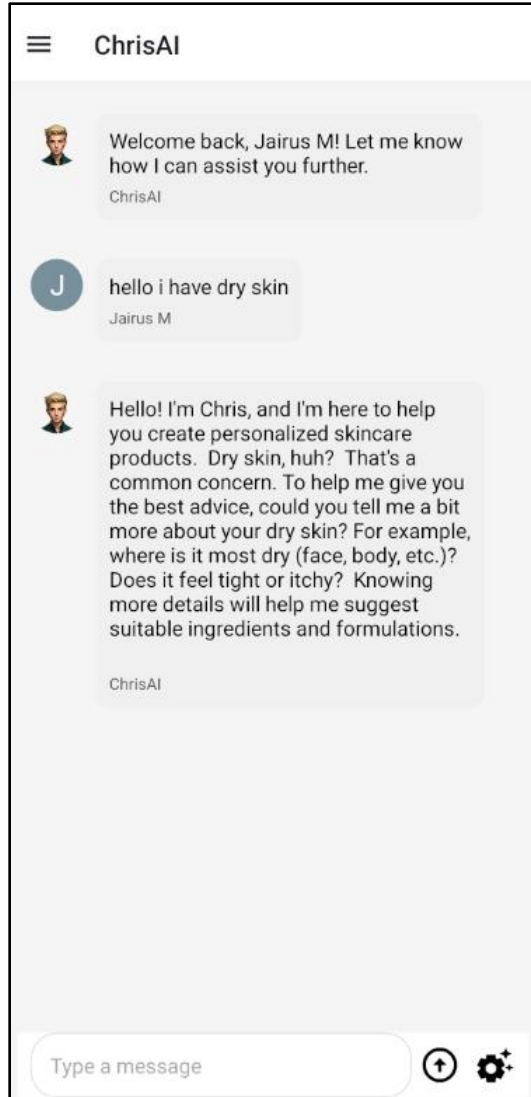 ChrisAI
Welcome back, Jairus M! Let me know
how I can assist you further.
ChrisAI
J
hello i have dry skin
Jairus M
Hello! I'm Chris, and I'm here to help
you create personalized skincare
products.  Dry skin, huh?  That's a
common concern. To help me give you
the best advice, could you tell me a bit
more about your dry skin? For example,
where is it most dry (face, body, etc.)?
Does it feel tight or itchy?  Knowing
more details will help me suggest
suitable ingredients and formulations.
ChrisAI
Type a message